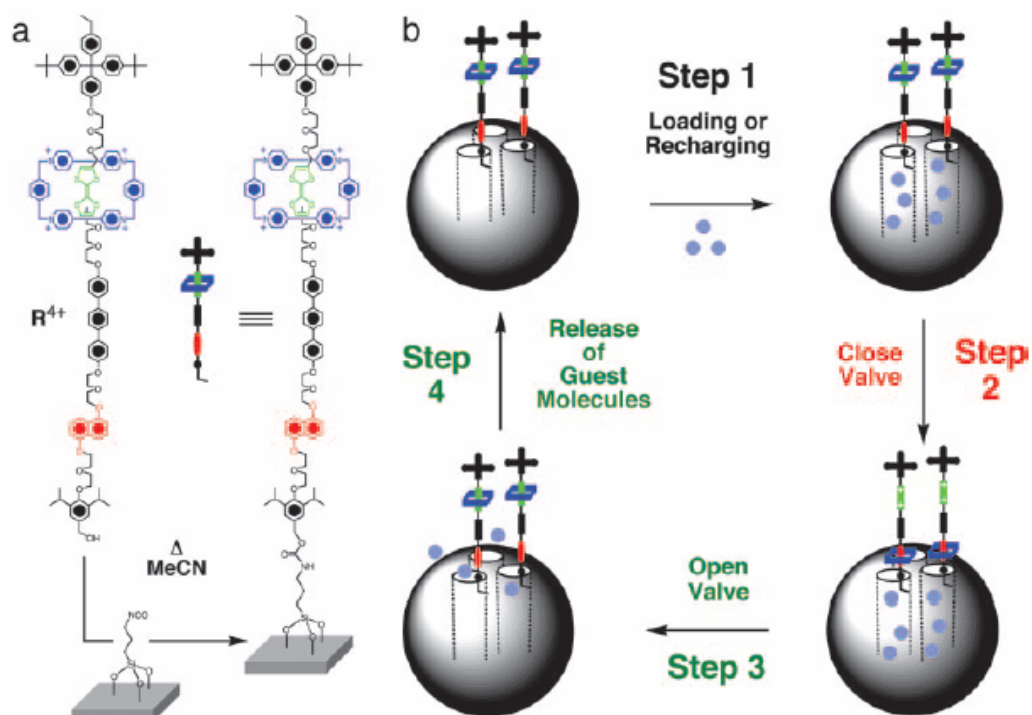 a
R⁴⁺
OH
Δ
MeCN
NCO
O
NH
Si
b
Step 1
Loading or
Recharging
Close
Valve
Step
2
Open
Valve
Step 3
Step
4
Release
of
Guest
Molecules